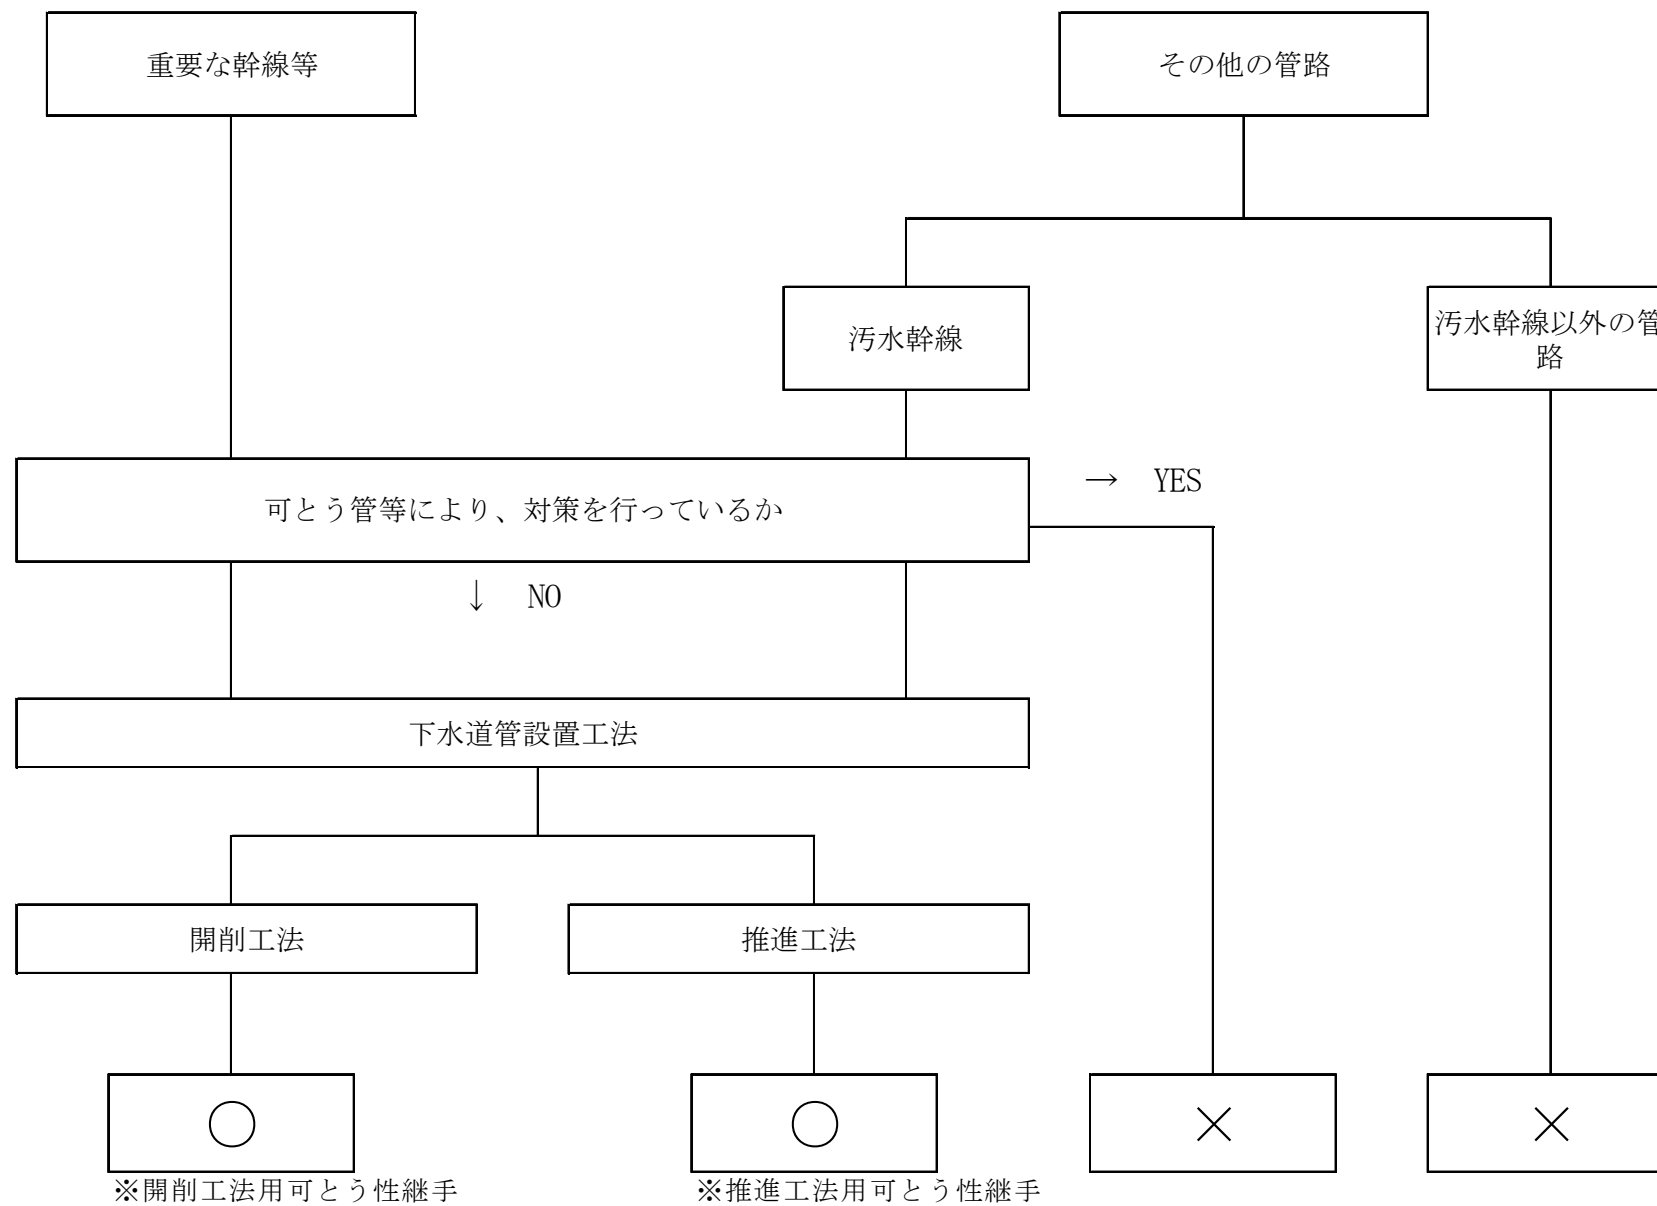 重要な幹線等
その他の管路
汚水幹線
汚水幹線以外の管
路
可とう管等により、対策を行っているか
→ YES
↓ NO
下水道管設置工法
開削工法
推進工法
○
○
×
×
※開削工法用可とう性継手
※推進工法用可とう性継手